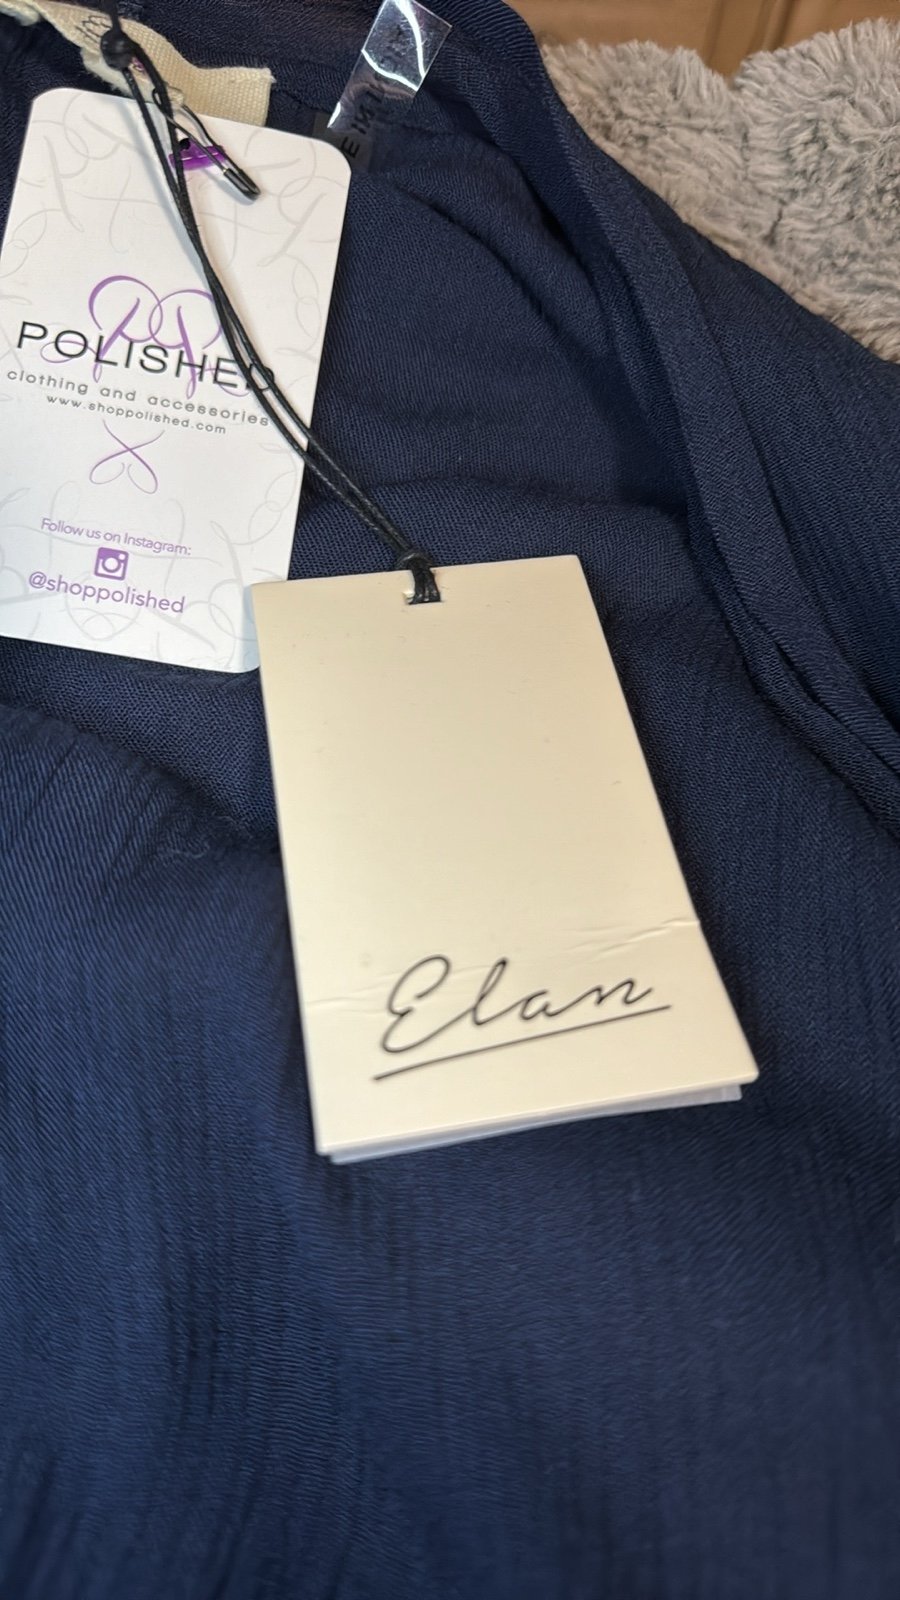 POLISHED
clothing and accessories
www.shoppolished.com
Follow us on Instagram:
@shoppolished
Elan